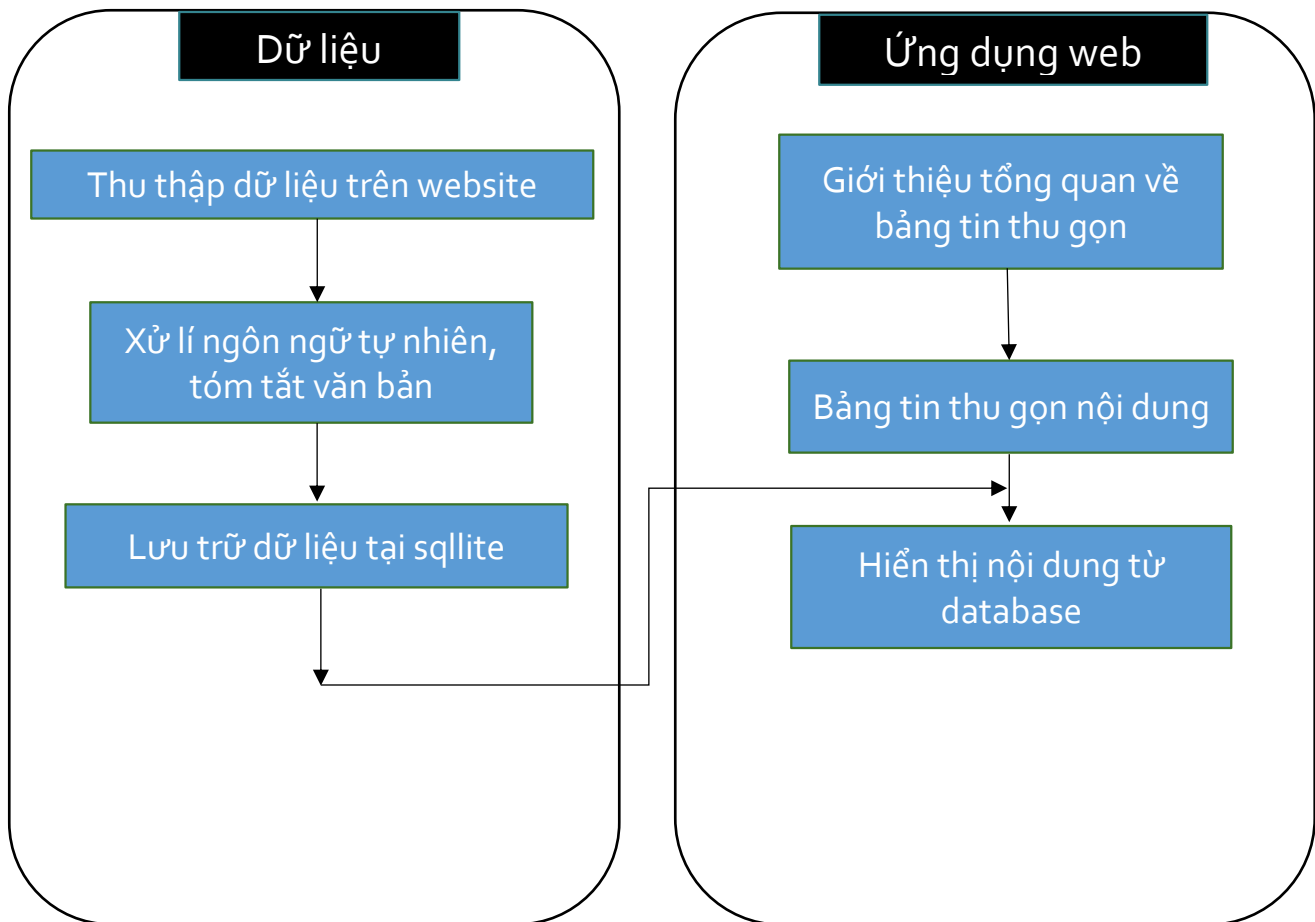 Dữ liệu
Thu thập dữ liệu trên website
Xử lí ngôn ngữ tự nhiên,
tóm tắt văn bản
Lưu trữ dữ liệu tại sqllite
Ứng dụng web
Giới thiệu tổng quan về
bảng tin thu gọn
Bảng tin thu gọn nội dung
Hiển thị nội dung từ
database